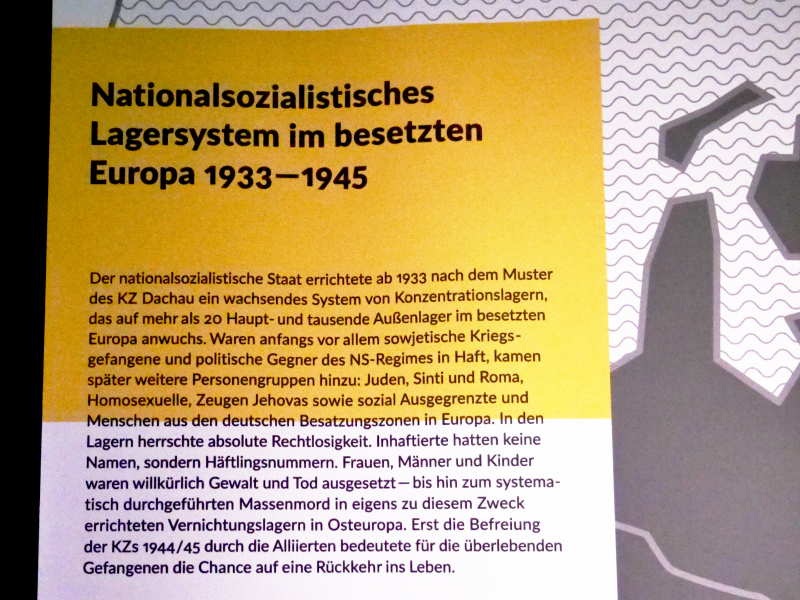 Nationalsozialistisches
Lagersystem im besetzten
Europa 1933—1945
Der nationalsozialistische Staat errichtete ab 1933 nach dem Muster
des KZ Dachau ein wachsendes System von Konzentrationslagern,
das auf mehr als 20 Haupt- und tausende Außenlager im besetzten
Europa anwuchs. Waren anfangs vor allem sowjetische Kriegs-
gefangene und politische Gegner des NS-Regimes in Haft, kamen
später weitere Personengruppen hinzu: Juden, Sinti und Roma,
Homosexuelle, Zeugen Jehovas sowie sozial Ausgegrenzte und
Menschen aus den deutschen Besatzungszonen in Europa. In den
Lagern herrschte absolute Rechtlosigkeit. Inhaftierte hatten keine
Namen, sondern Häftlingsnummern. Frauen, Männer und Kinder
waren willkürlich Gewalt und Tod ausgesetzt — bis hin zum systema-
tisch durchgeführten Massenmord in eigens zu diesem Zweck
errichteten Vernichtungslagern in Osteuropa. Erst die Befreiung
der KZs 1944/45 durch die Alliierten bedeutete für die überlebenden
Gefangenen die Chance auf eine Rückkehr ins Leben.